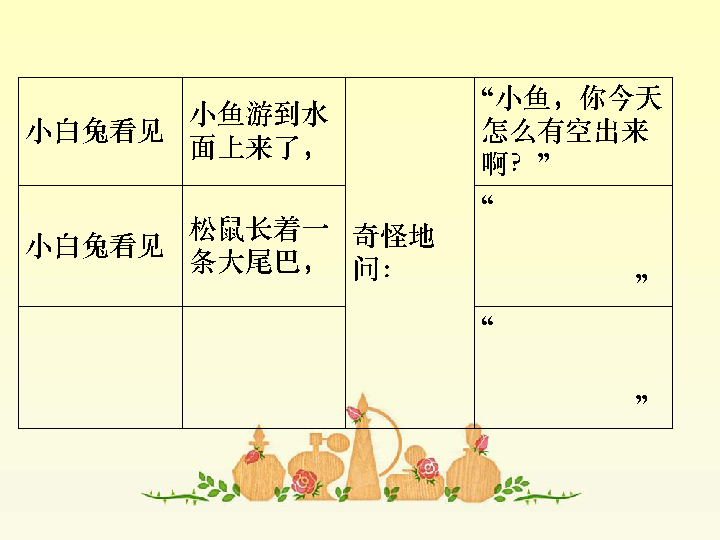 小白兔看见
小鱼游到水
面上来了，
“小鱼，你今天
怎么有空出来
啊？”
小白兔看见
松鼠长着一
条大尾巴，
奇怪地
问：
“
”
“
”